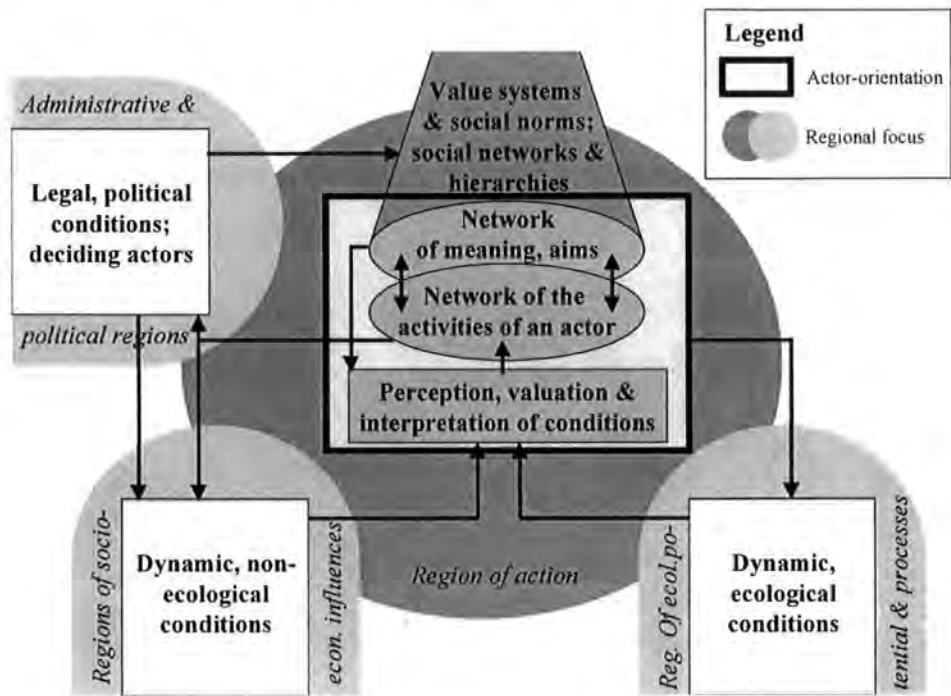 Legend
Actor-orientation
Regional focus
Administrative &
Value systems
& social norms;
social networks &
hierarchies
Legal, political
conditions;
deciding actors
Network
of meaning, aims
Network of the
activities of an actor
political regions
Perception, valuation &
interpretation of conditions
Regions of socio-
econ. influences
Dynamic, non-
ecological
conditions
Region of action
Reg. Of ecol.po-
tential & processes
Dynamic,
ecological
conditions